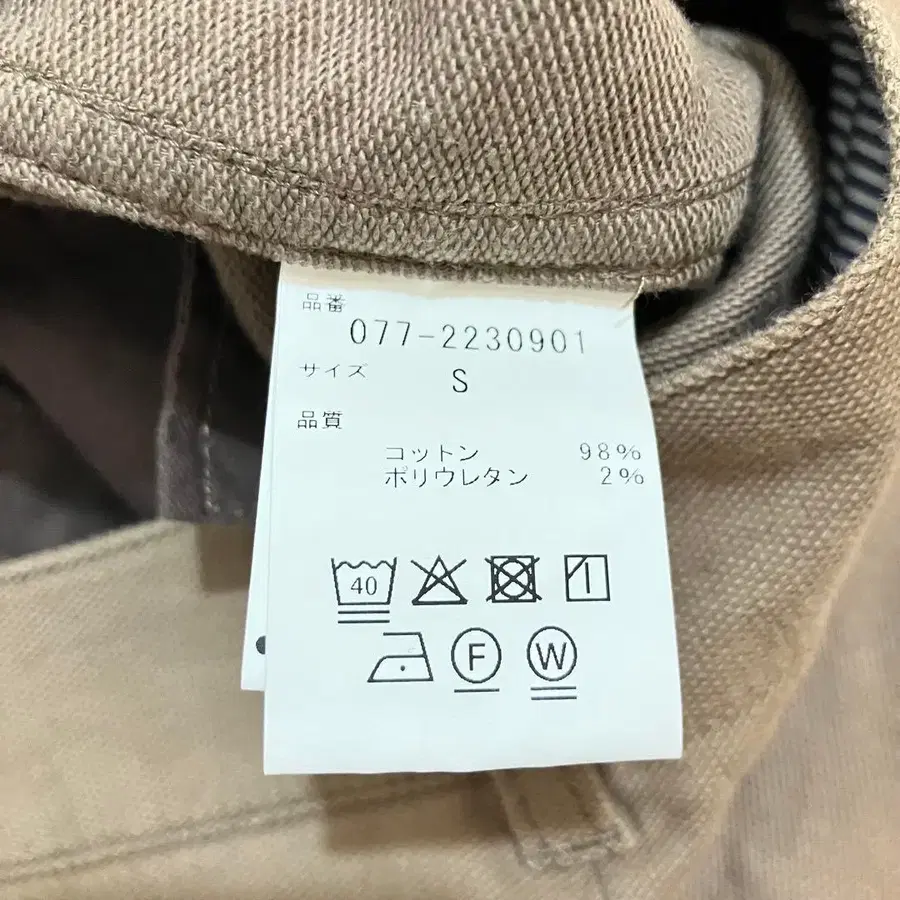 品番
077-2230901
サイズ S
品質
コットン 98%
ポリウレタン 2%
40
F W